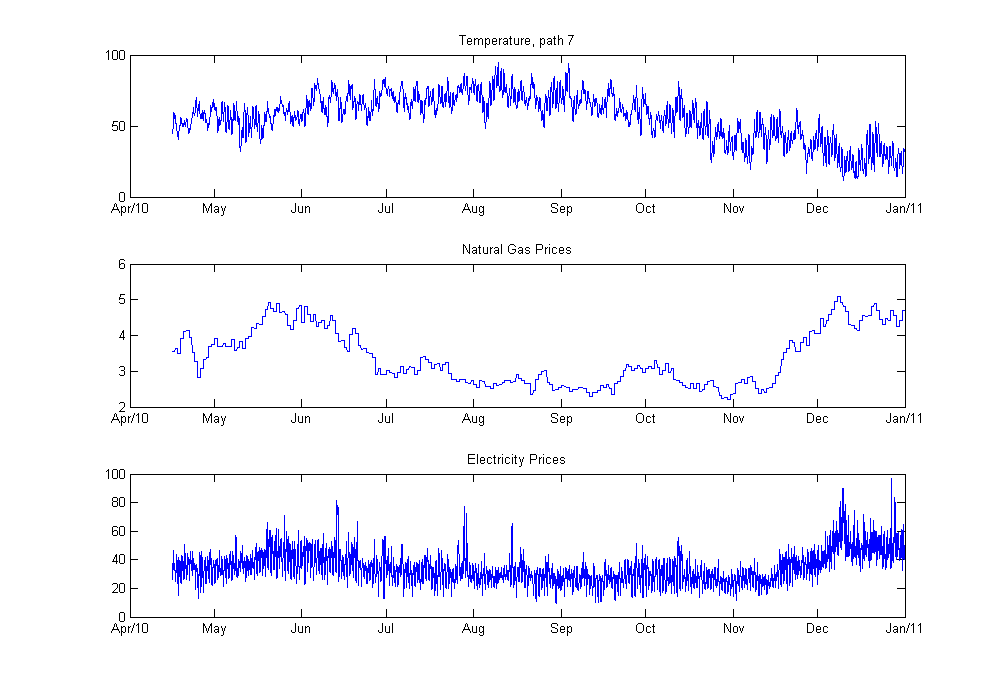 Temperature, path 7
100
50
0
Apr/10 May Jun Jul Aug Sep Oct Nov Dec Jan/11
Natural Gas Prices
6
5
4
3
2
Apr/10 May Jun Jul Aug Sep Oct Nov Dec Jan/11
Electricity Prices
100
80
60
40
20
0
Apr/10 May Jun Jul Aug Sep Oct Nov Dec Jan/11